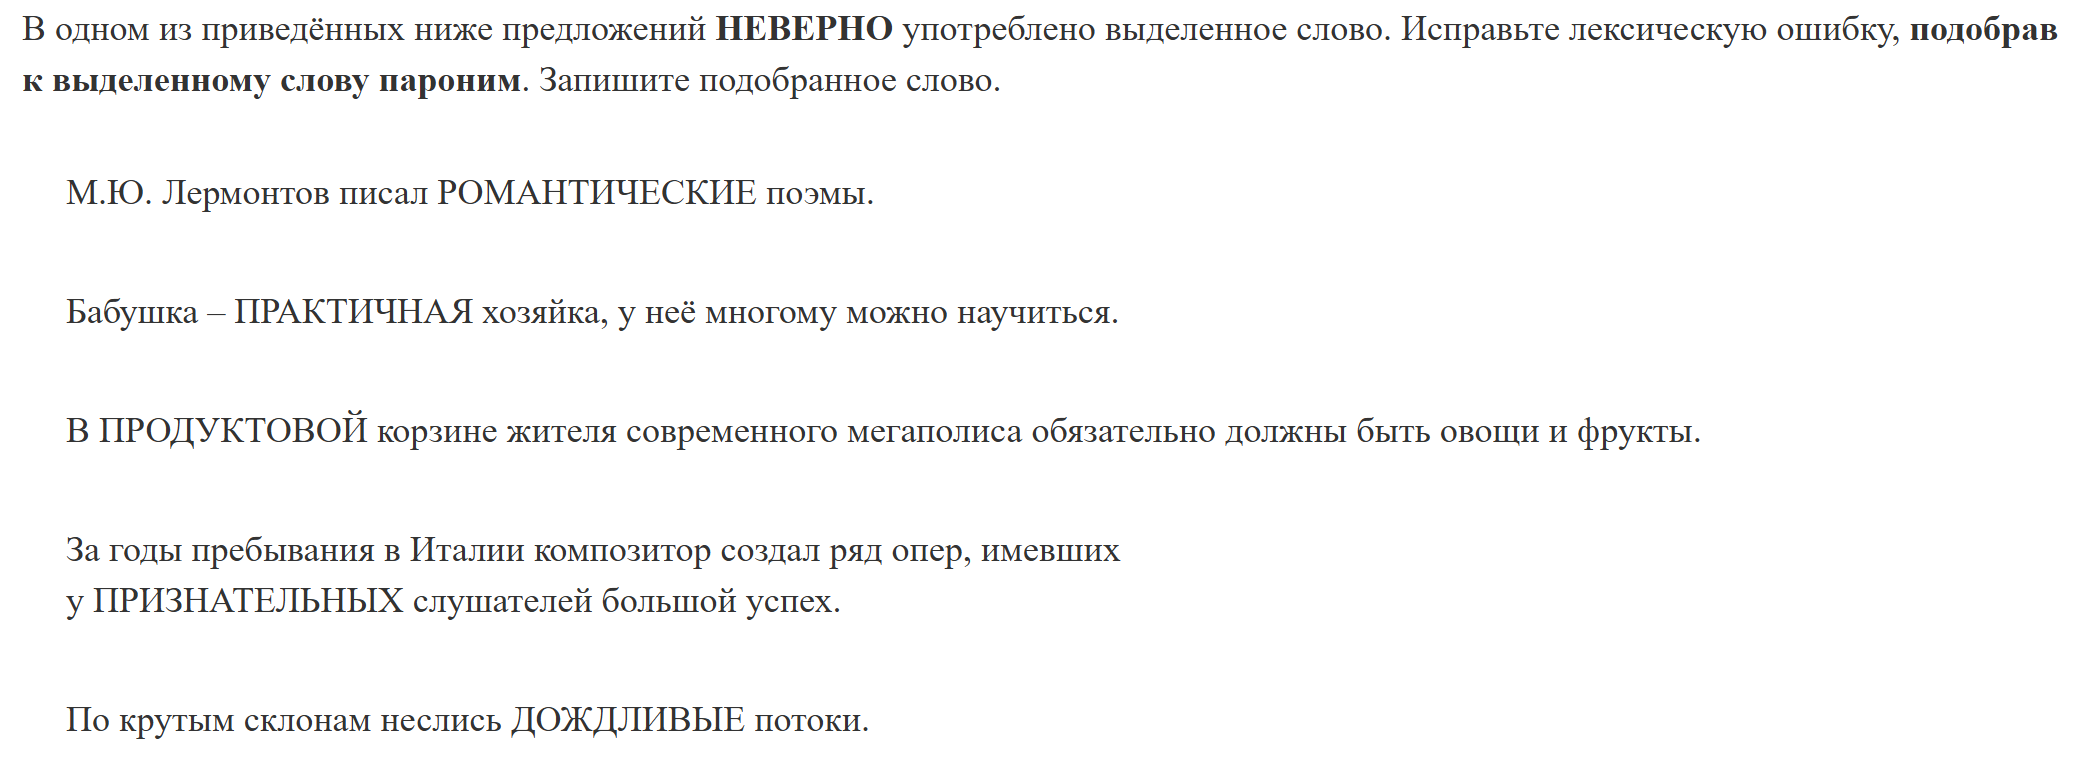 В одном из приведённых ниже предложений НЕВЕРНО употреблено выделенное слово. Исправьте лексическую ошибку, подобрав
к выделенному слову пароним. Запишите подобранное слово.
М.Ю. Лермонтов писал РОМАНТИЧЕСКИЕ поэмы.
Бабушка – ПРАКТИЧНАЯ хозяйка, у неё многому можно научиться.
В ПРОДУКТОВОЙ корзине жителя современного мегаполиса обязательно должны быть овощи и фрукты.
За годы пребывания в Италии композитор создал ряд опер, имевших
у ПРИЗНАТЕЛЬНЫХ слушателей большой успех.
По крутым склонам неслись ДОЖДЛИВЫЕ потоки.